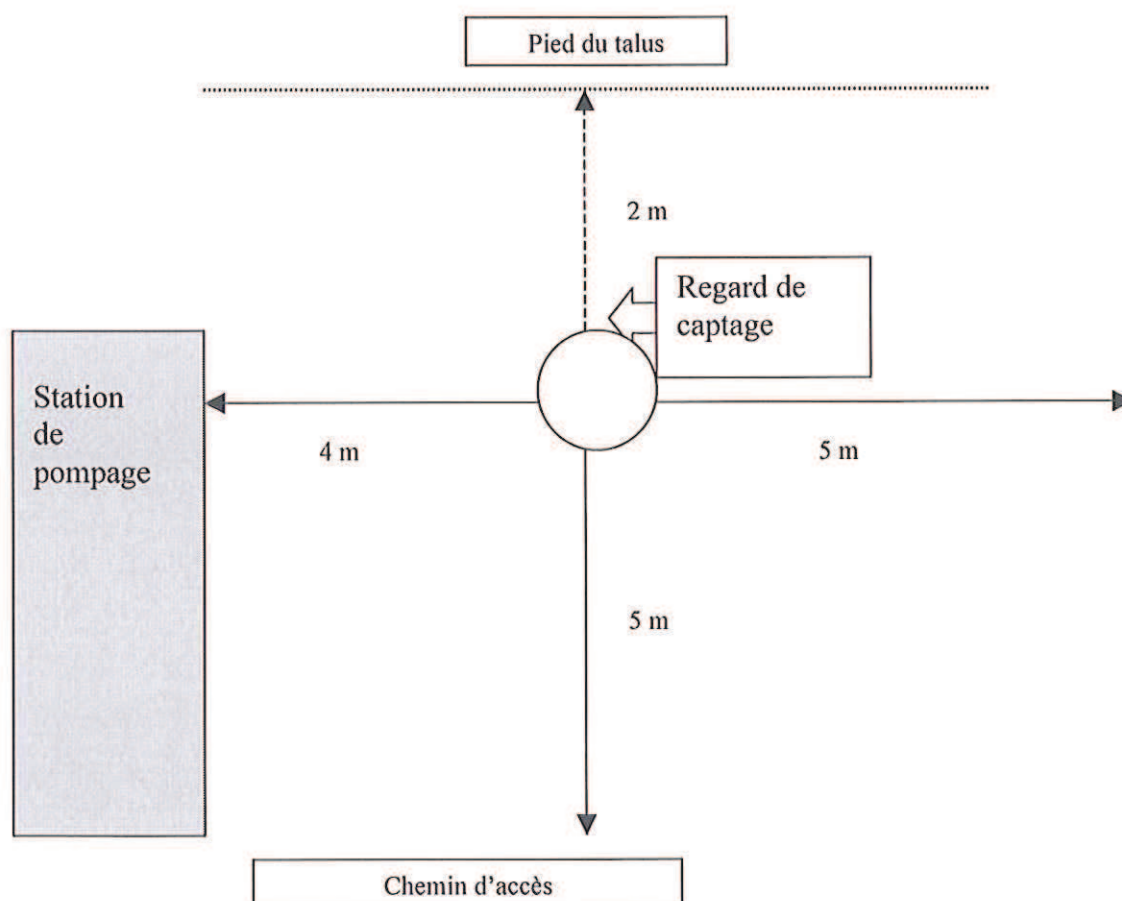 Pied du talus
2 m
Regard de
captage
Station
de
pompage
4 m
5 m
5 m
Chemin d'accès